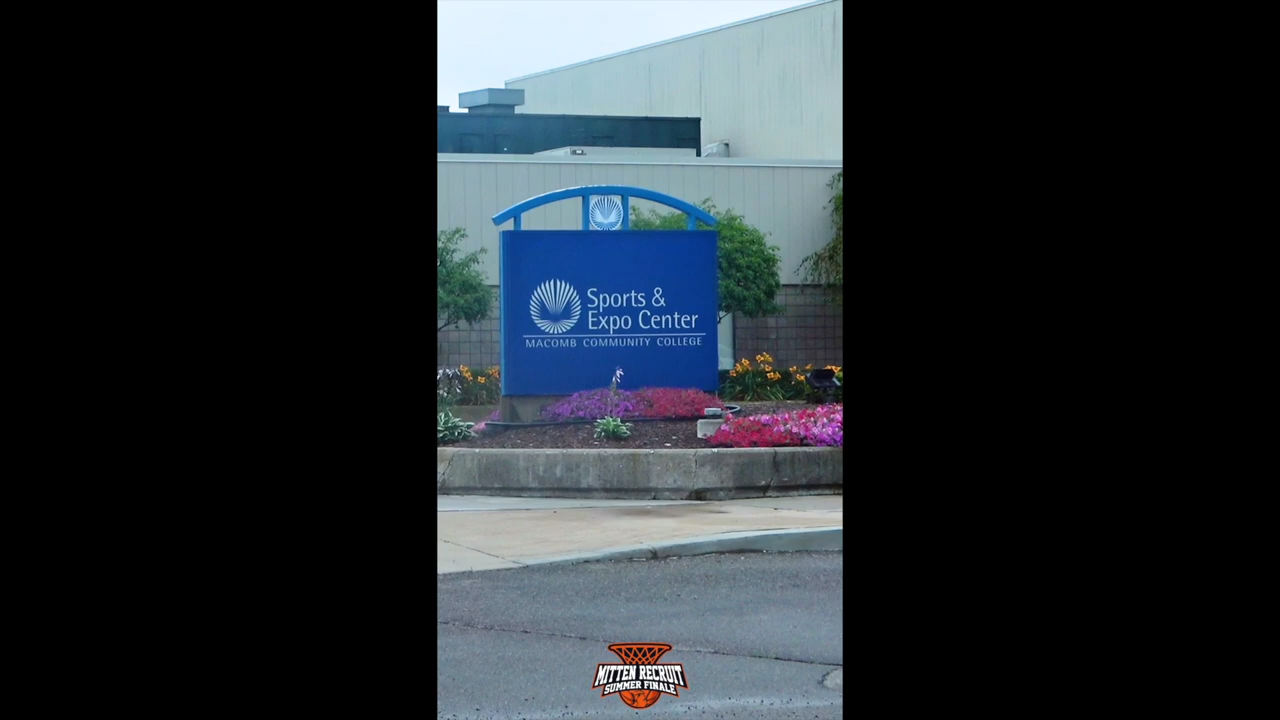 Sports &
Expo Center
MACOMB COMMUNITY COLLEGE
MITTEN RECRUIT
SUMMER FINALE